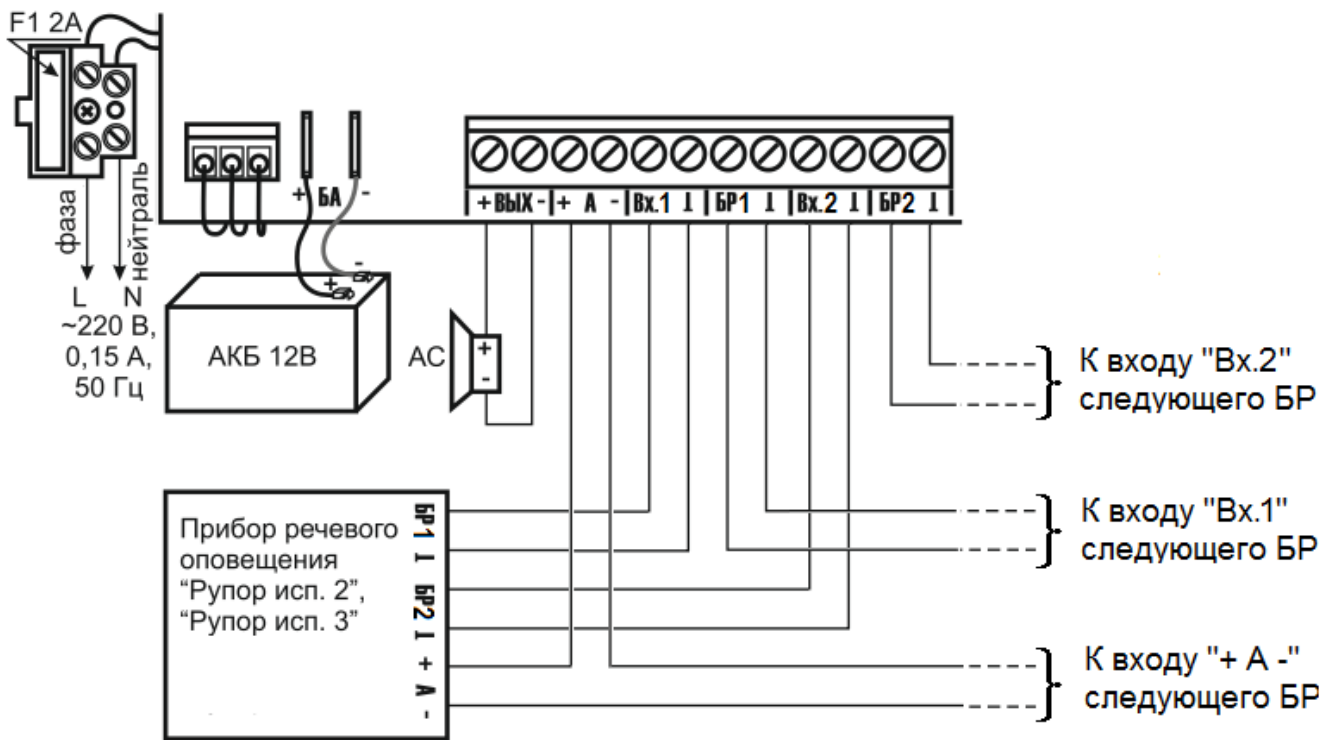 F1 2А
фаза
нейтраль
L N
~220 В,
0,15 А,
50 Гц
+ БА -
+ -
АКБ 12В
АС
+
-
+ ВЫХ - + А - Вх.1 ⊥ БР1 ⊥ Вх.2 ⊥ БР2 ⊥
К входу "Вх.2"
следующего БР
К входу "Вх.1"
следующего БР
К входу "+ А -"
следующего БР
Прибор речевого
оповещения
“Рупор исп. 2”,
“Рупор исп. 3”
БР1
⊥
БР2
⊥
+
А
-